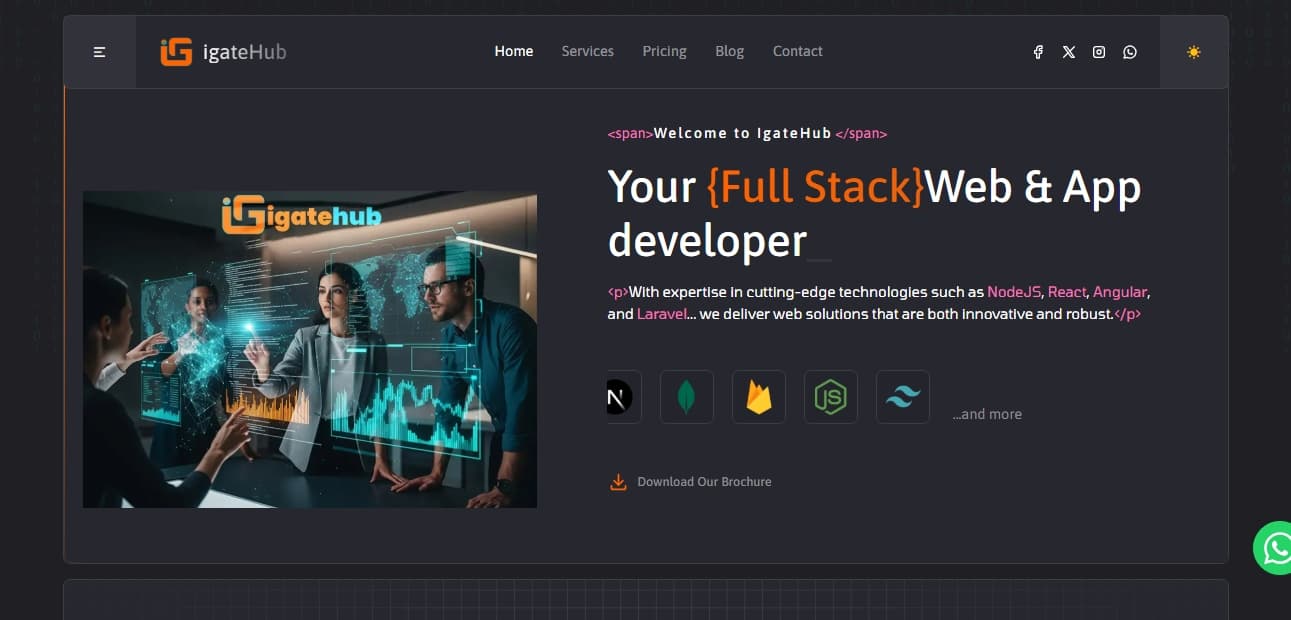 igateHub
Home
Services
Pricing
Blog
Contact
<span>Welcome to IgateHub </span>
Your {Full Stack}Web & App
developer_
<p>With expertise in cutting-edge technologies such as NodeJS, React, Angular,
and Laravel... we deliver web solutions that are both innovative and robust.</p>
igatehub
N
JS
...and more
Download Our Brochure